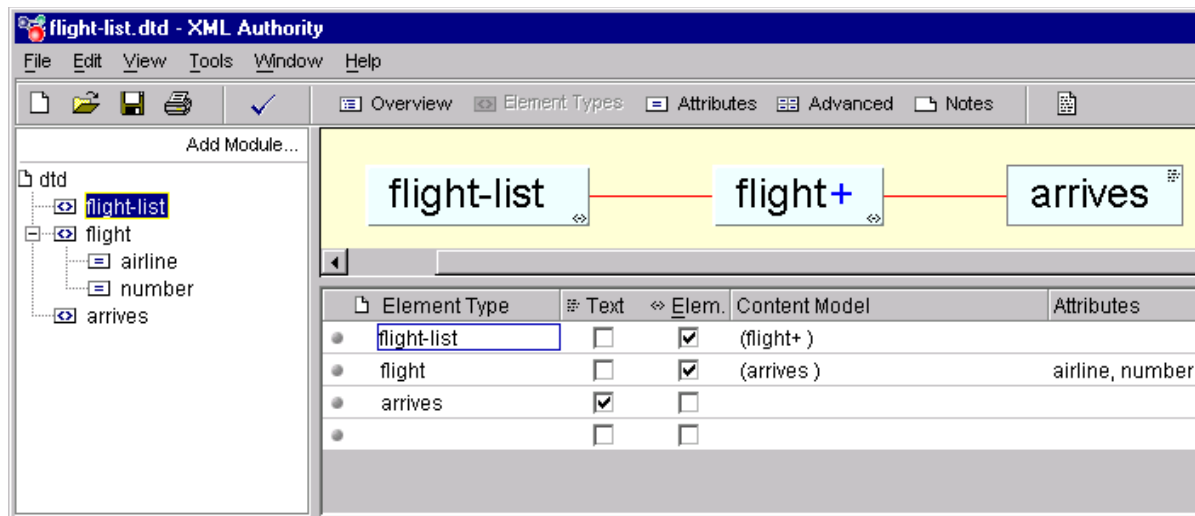 flight-list.dtd - XML Authority
File Edit View Tools Window Help
Overview Element Types Attributes Advanced Notes
Add Module...
dtd
flight-list
flight
airline
number
arrives
flight-list flight+ arrives
Element Type Text Elem. Content Model Attributes
flight-list (flight+ )
flight (arrives ) airline, number
arrives